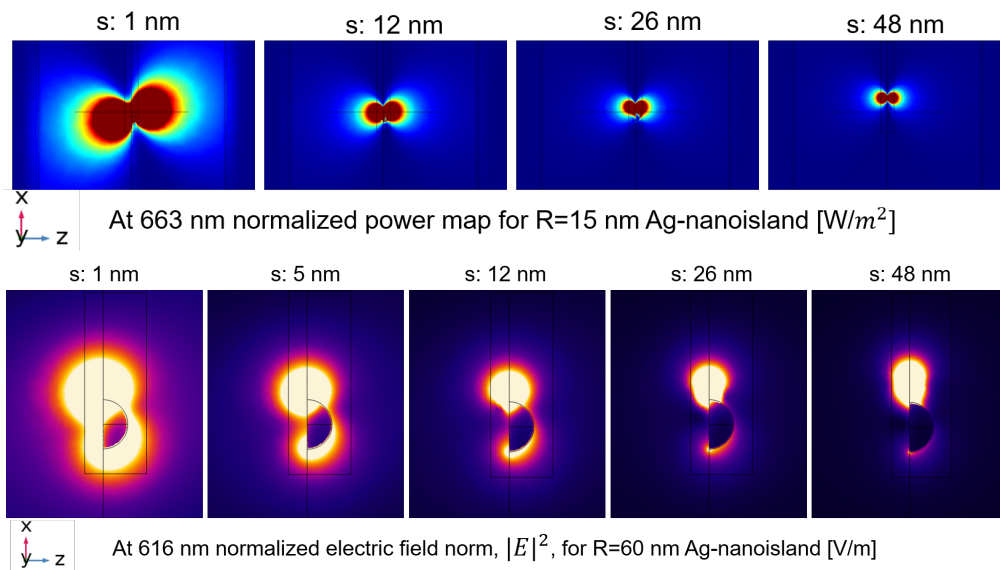 s: 1 nm s: 12 nm s: 26 nm s: 48 nm
x
y z
At 663 nm normalized power map for R=15 nm Ag-nanoisland [W/m²]
s: 1 nm s: 5 nm s: 12 nm s: 26 nm s: 48 nm
x
y z
At 616 nm normalized electric field norm, |E|², for R=60 nm Ag-nanoisland [V/m]